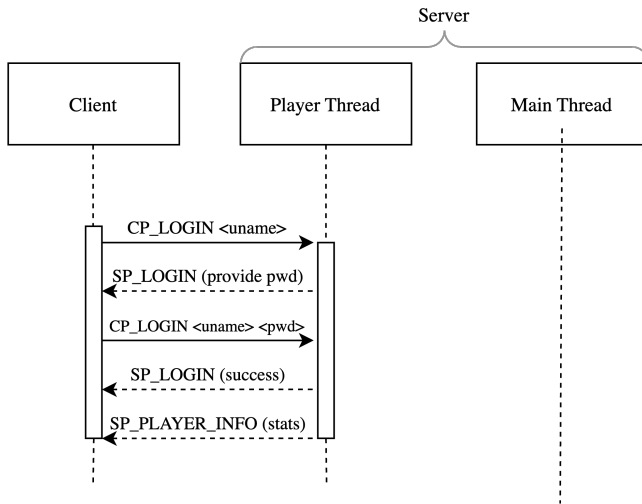 Server
Client
Player Thread
Main Thread
CP_LOGIN <uname>
SP_LOGIN (provide pwd)
CP_LOGIN <uname> <pwd>
SP_LOGIN (success)
SP_PLAYER_INFO (stats)